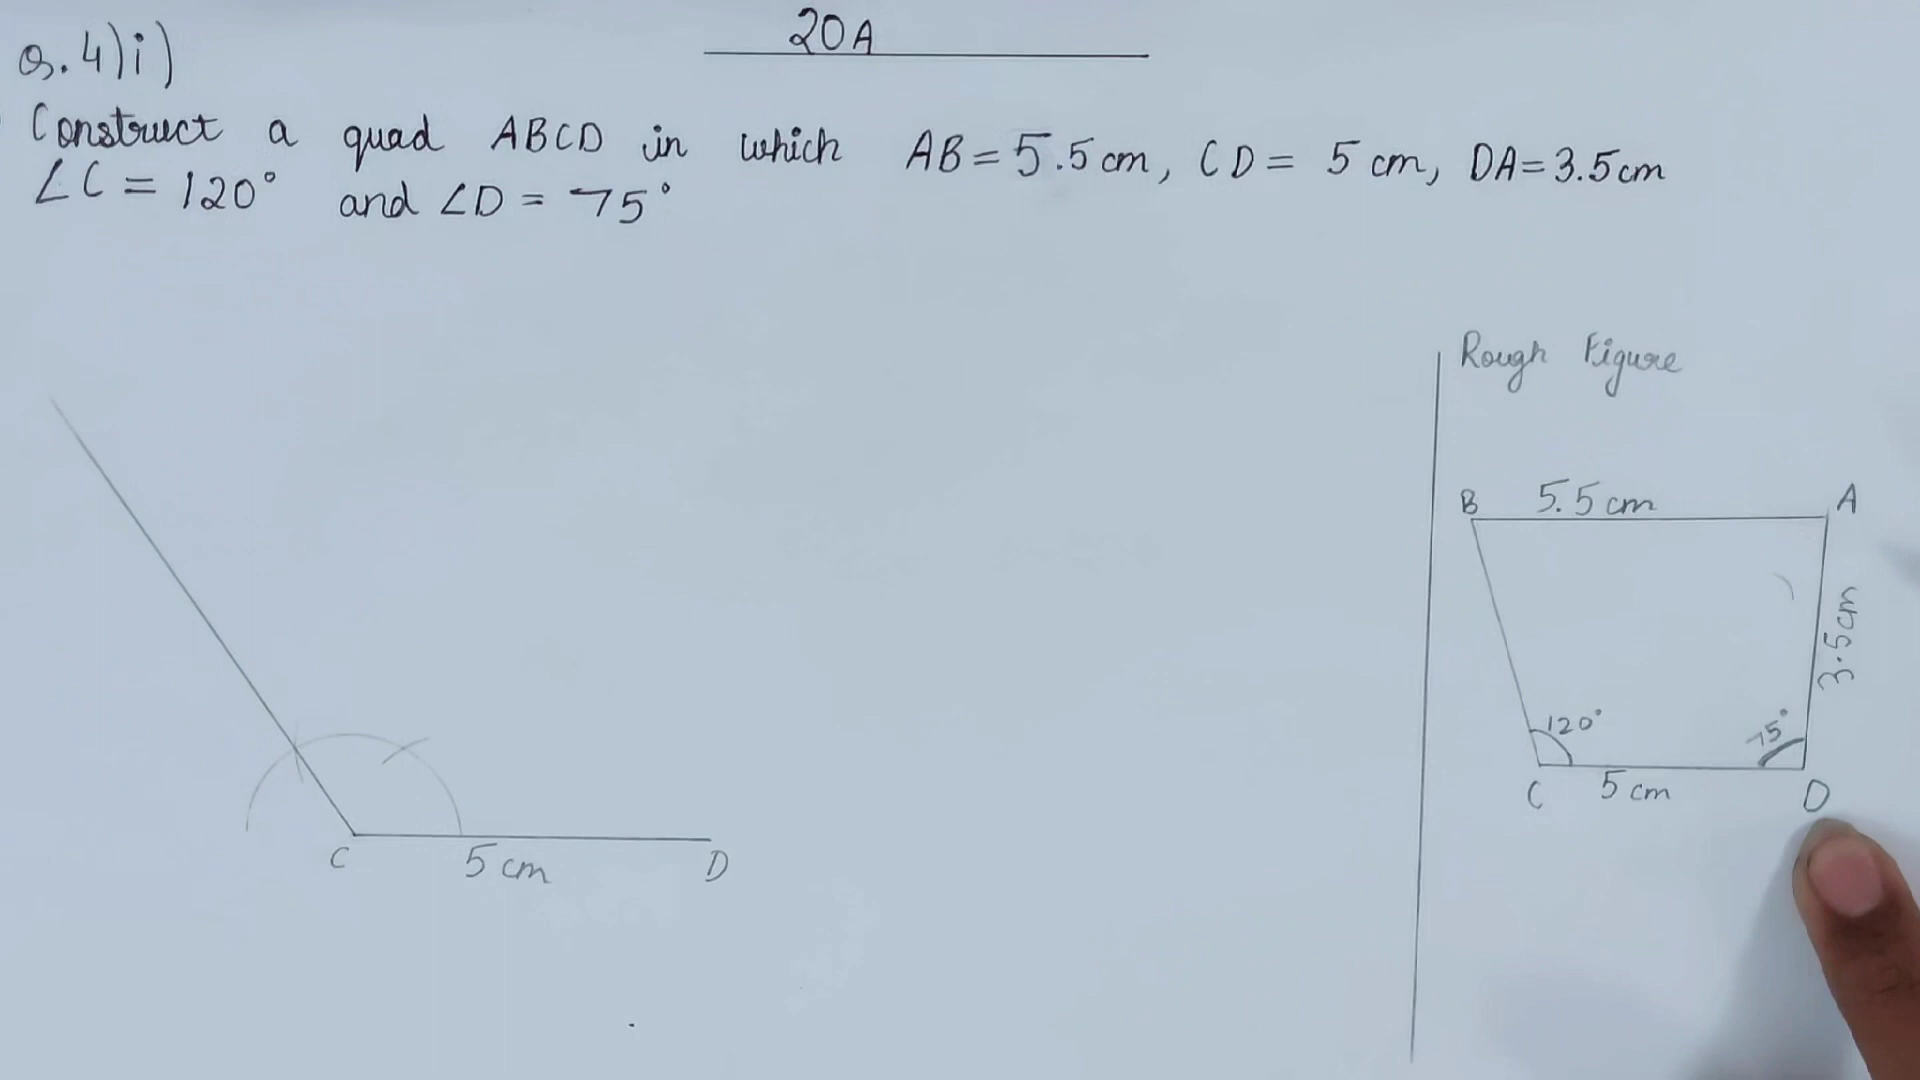 20A
Q. 4) i)
Construct a quad ABCD in which AB = 5.5 cm, CD = 5 cm, DA = 3.5 cm
∠C = 120° and ∠D = 75°
Rough Figure
B 5.5 cm A
3.5 cm
120° 75°
C 5 cm D
C 5 cm D